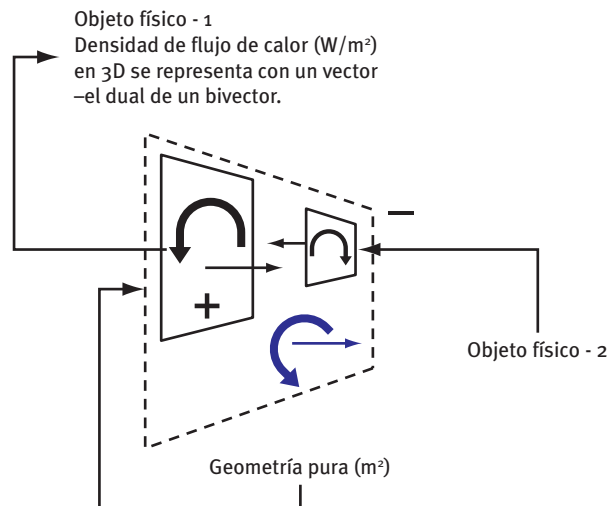 Objeto físico - 1
Densidad de flujo de calor (W/m²)
en 3D se representa con un vector
–el dual de un bivector.
−
+
Objeto físico - 2
Geometría pura (m²)